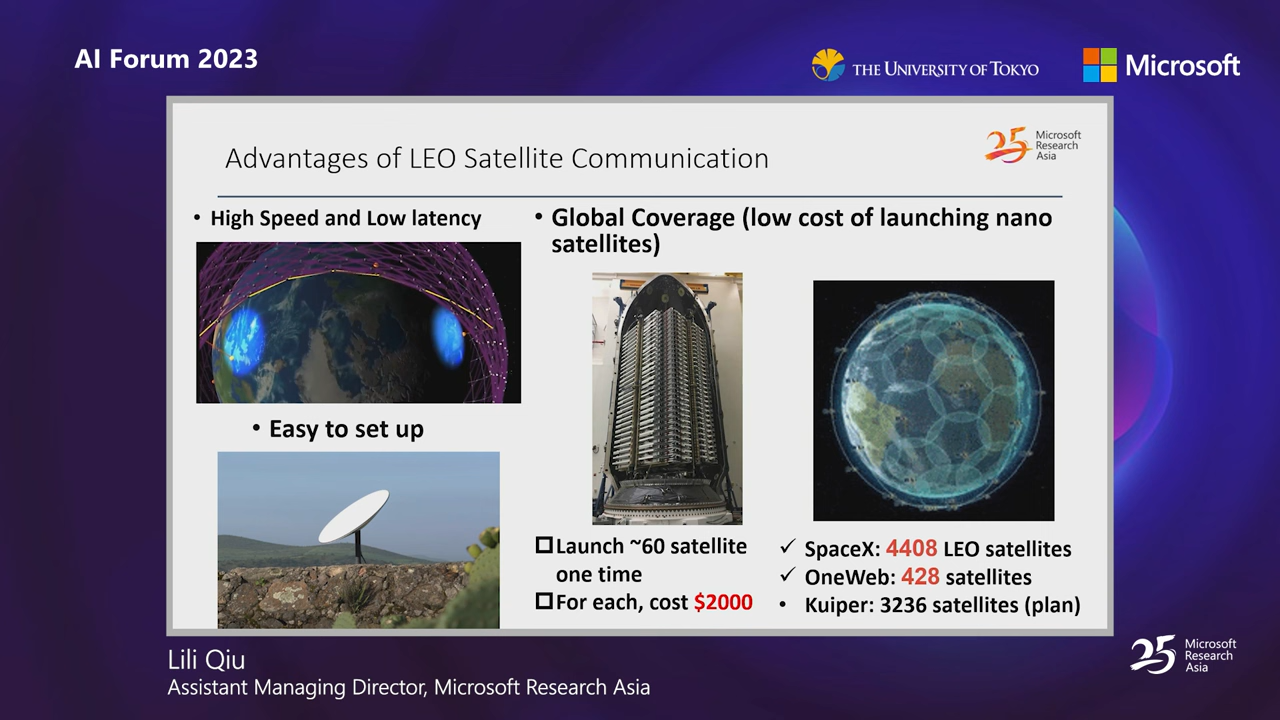 AI Forum 2023
THE UNIVERSITY OF TOKYO
Microsoft
Advantages of LEO Satellite Communication
25
Microsoft
Research
Asia
• High Speed and Low latency
• Easy to set up
• Global Coverage (low cost of launching nano
satellites)
Launch ~60 satellite
one time
For each, cost $2000
✓ SpaceX: 4408 LEO satellites
✓ OneWeb: 428 satellites
• Kuiper: 3236 satellites (plan)
Lili Qiu
Assistant Managing Director, Microsoft Research Asia
25
Microsoft
Research
Asia